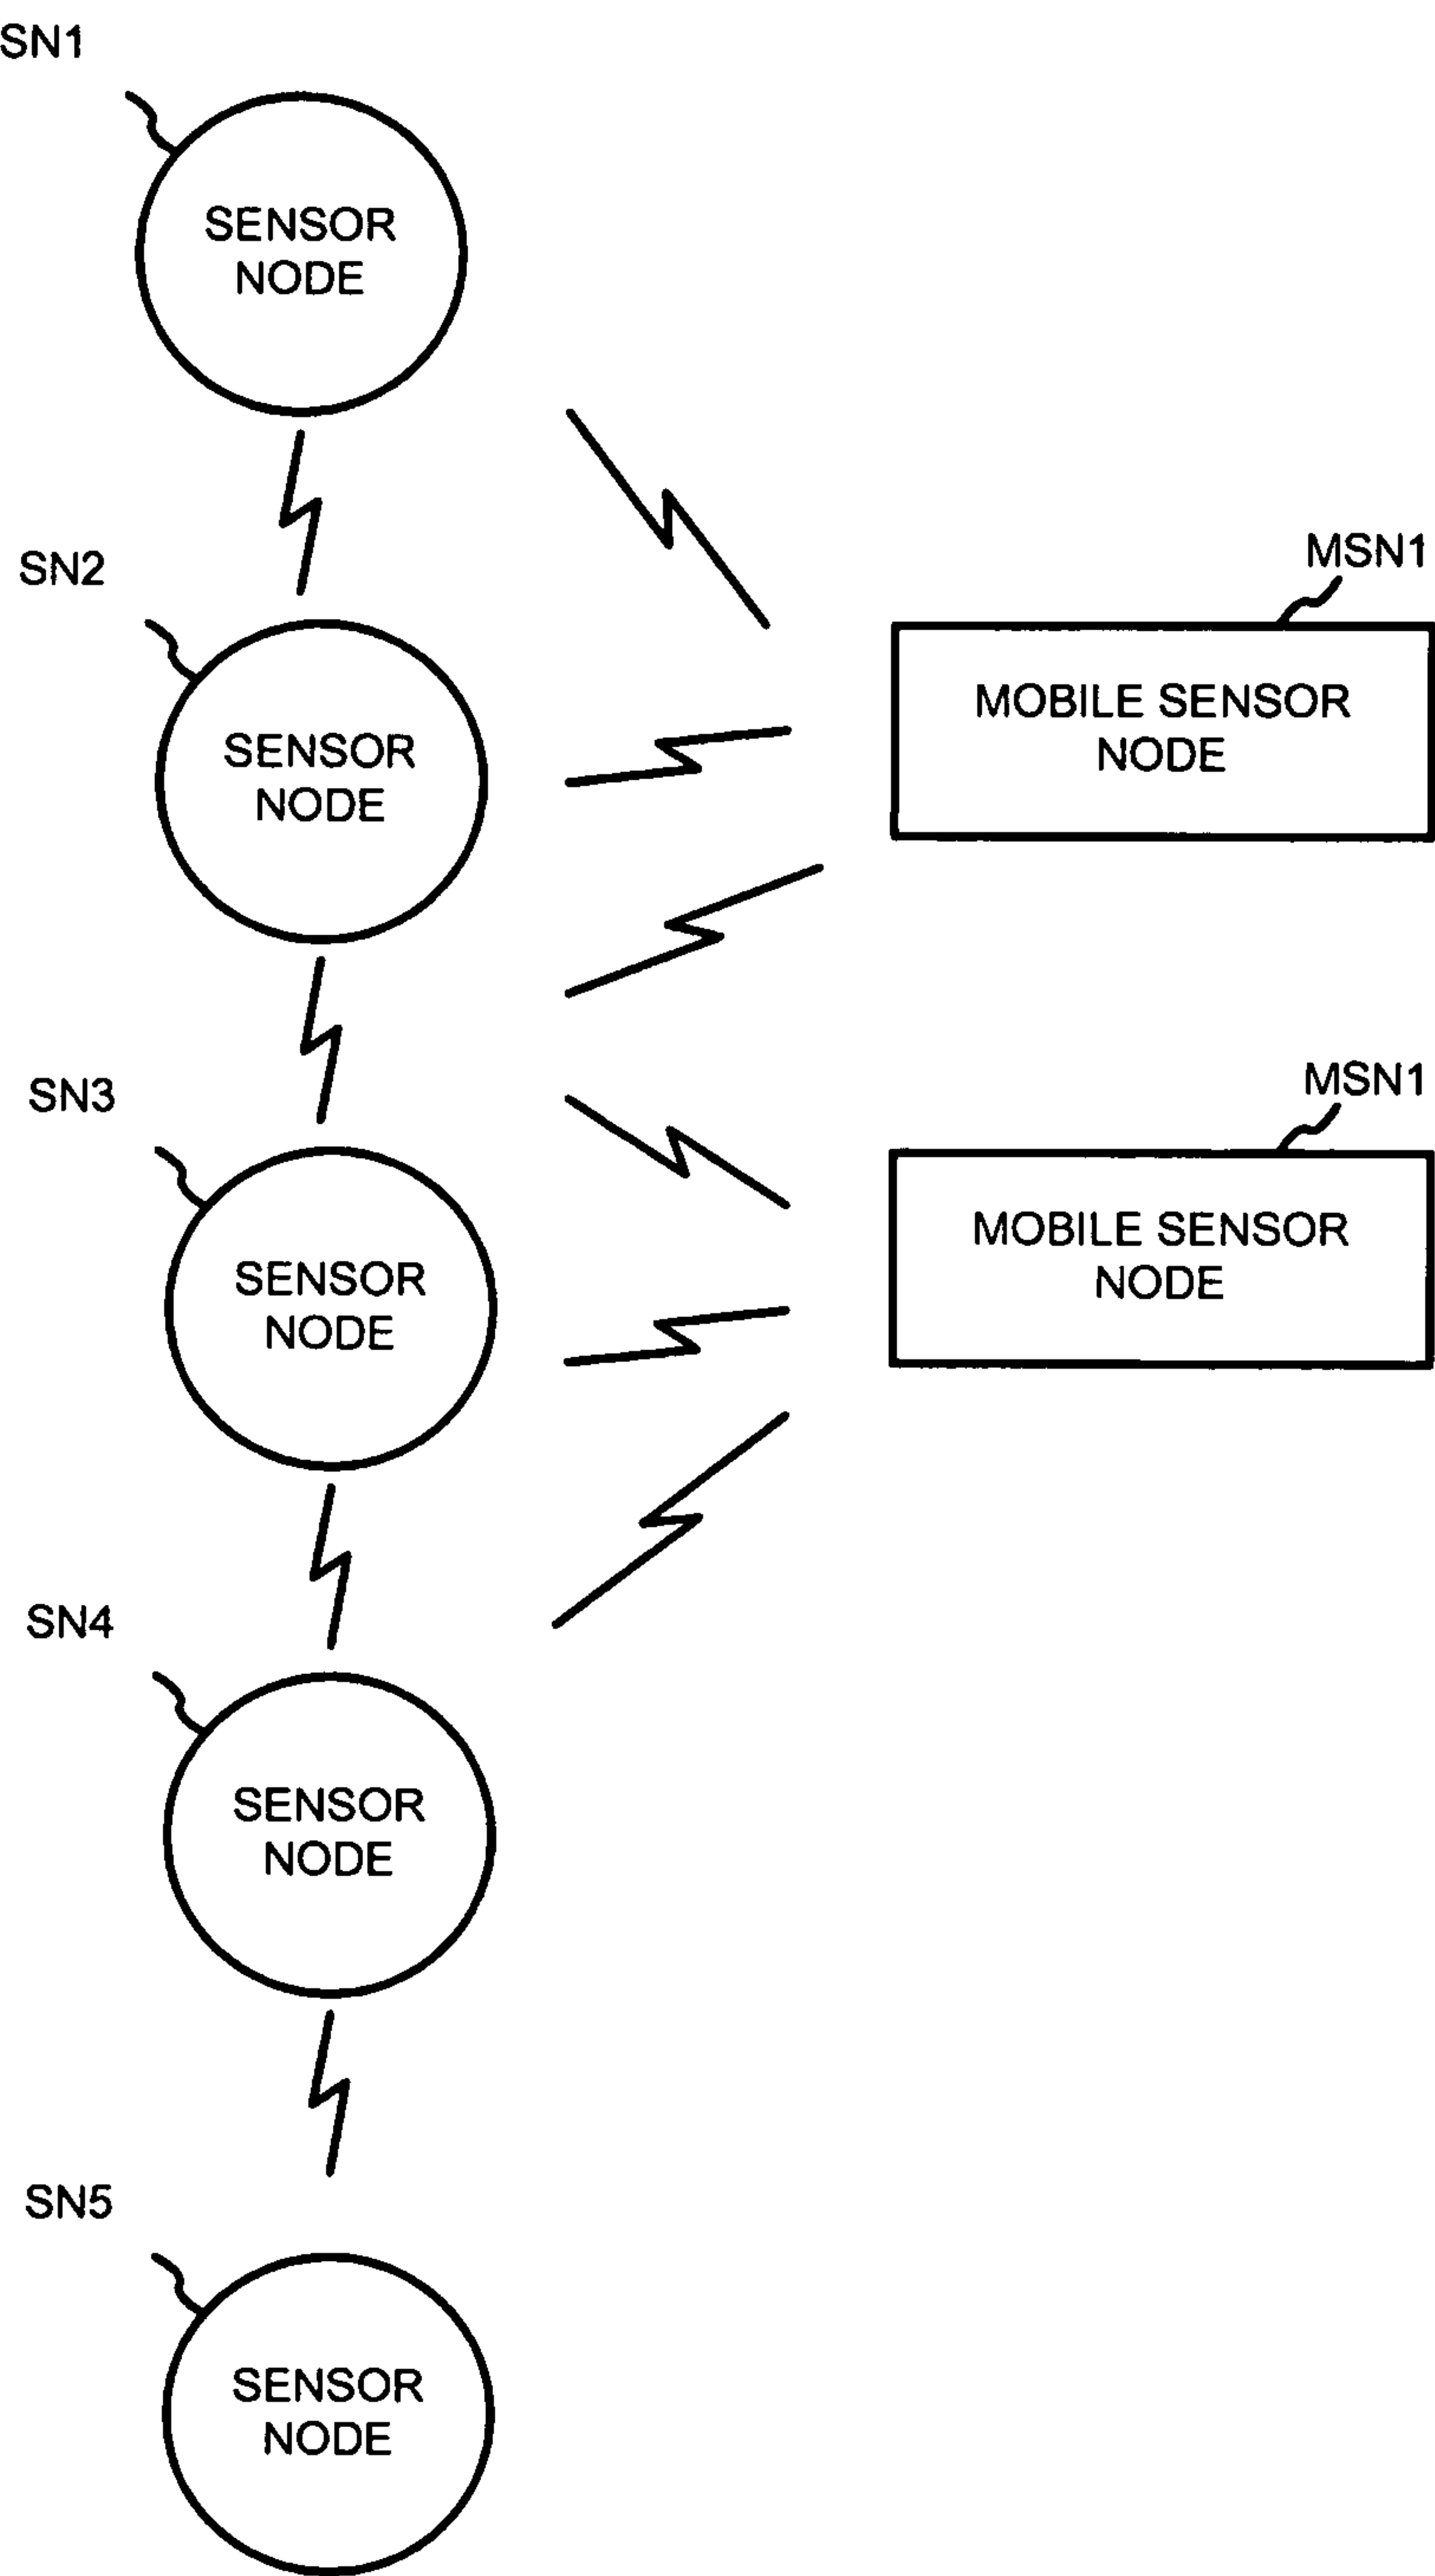 SN1
SENSOR
NODE
SN2
MSN1
SENSOR
NODE
MOBILE SENSOR
NODE
SN3
MSN1
SENSOR
NODE
MOBILE SENSOR
NODE
SN4
SENSOR
NODE
SN5
SENSOR
NODE